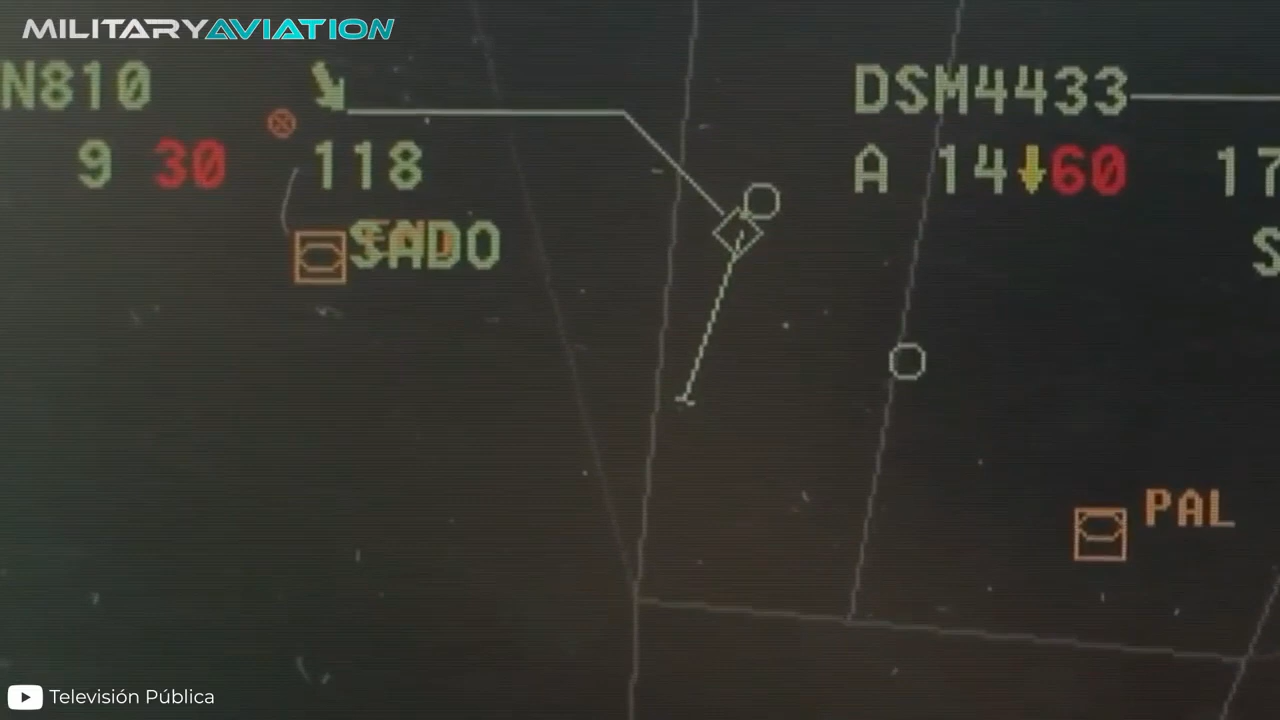 MILITARYAVIATION
N810
DSM4433
9 30 118
A 14 60 17
SADO
S
PAL
Televisión Pública